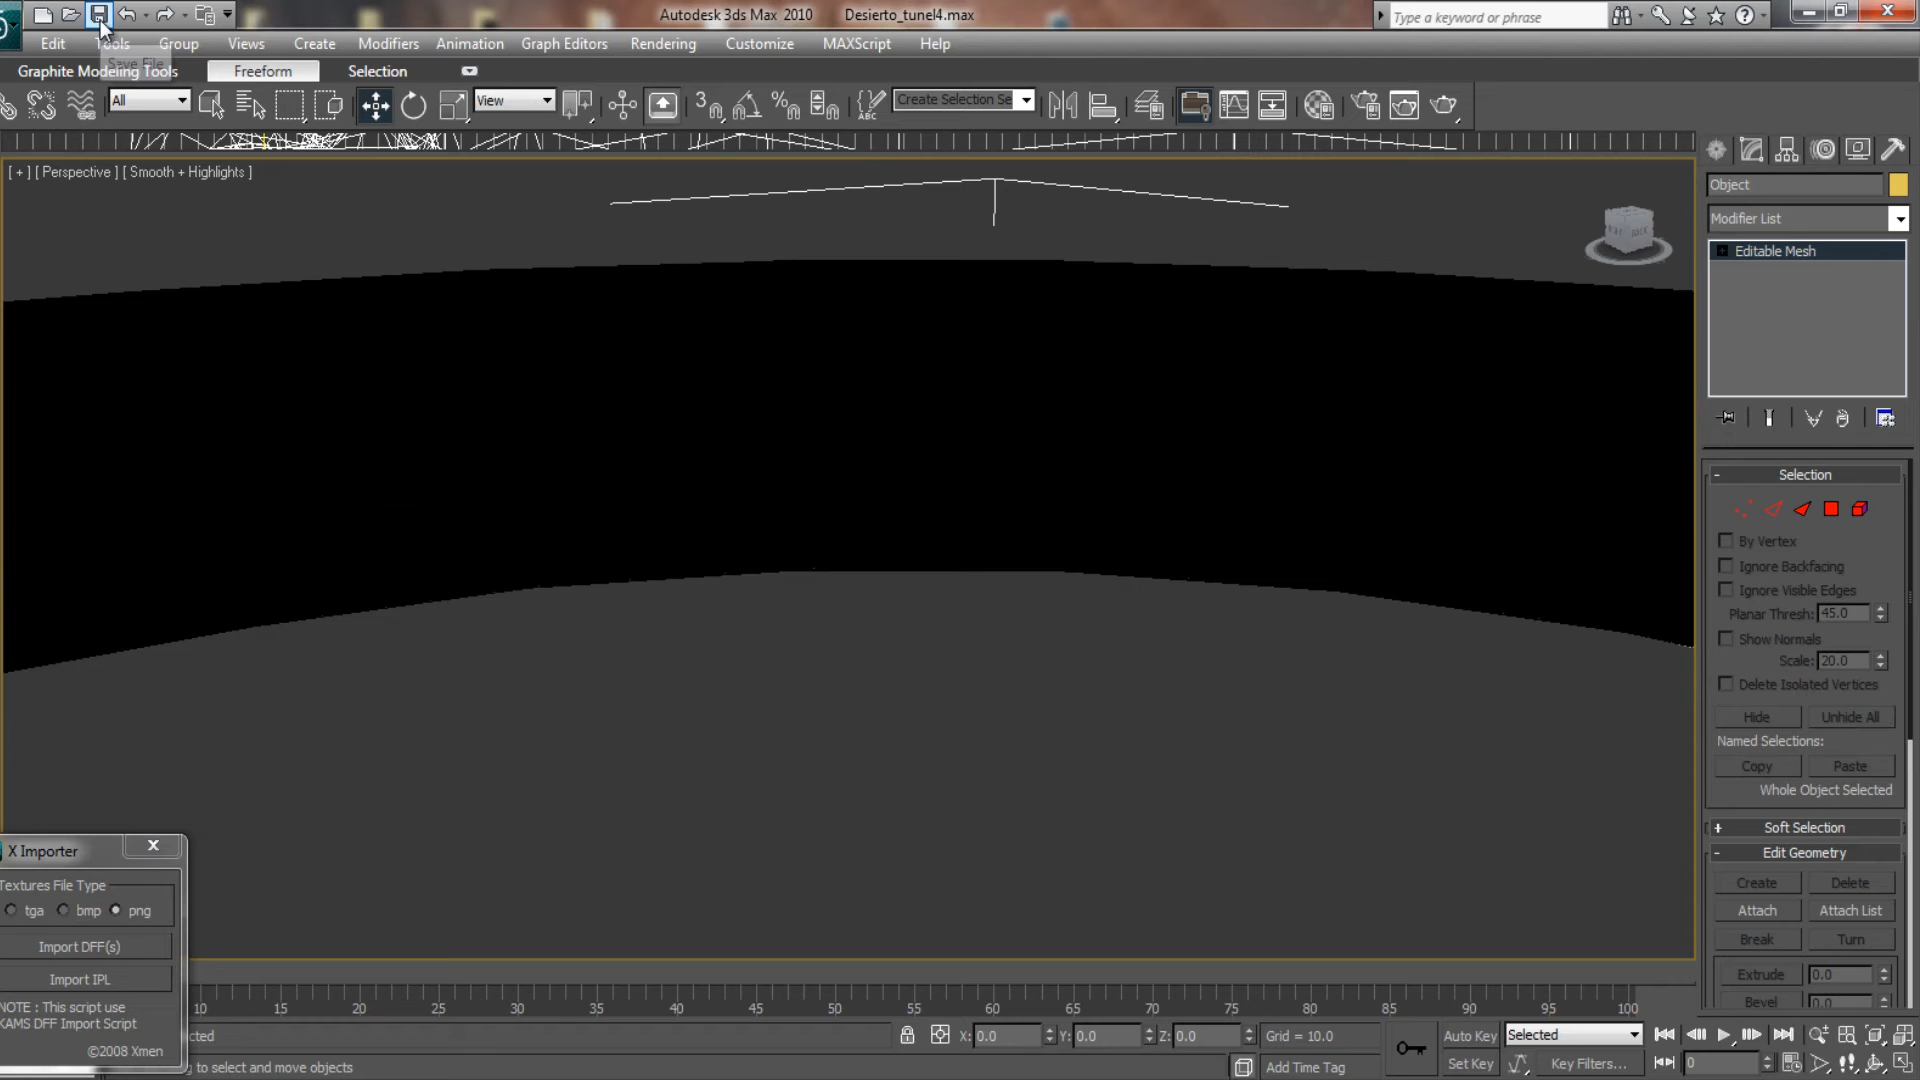 Autodesk 3ds Max 2010 Desierto_tunel4.max
Type a keyword or phrase
Edit Tools Group Views Create Modifiers Animation Graph Editors Rendering Customize MAXScript Help
Save File
Graphite Modeling Tools Freeform Selection
All View 3 ABC Create Selection Se
[ + ] [ Perspective ] [ Smooth + Highlights ]
Object
Modifier List
Editable Mesh
Selection
By Vertex
Ignore Backfacing
Ignore Visible Edges
Planar Thresh: 45.0
Show Normals
Scale: 20.0
Delete Isolated Vertices
Hide Unhide All
Named Selections:
Copy Paste
Whole Object Selected
Soft Selection
Edit Geometry
Create Delete
Attach Attach List
Break Turn
Extrude 0.0
Bevel 0.0
X Importer
Textures File Type
tga bmp png
Import DFF(s)
Import IPL
NOTE : This script use
KAMS DFF Import Script
©2008 Xmen
10 15 20 25 30 35 40 45 50 55 60 65 70 75 80 85 90 95 100
cted X: 0.0 Y: 0.0 Z: 0.0 Grid = 10.0 Auto Key Selected
g to select and move objects Add Time Tag Set Key Key Filters... 0